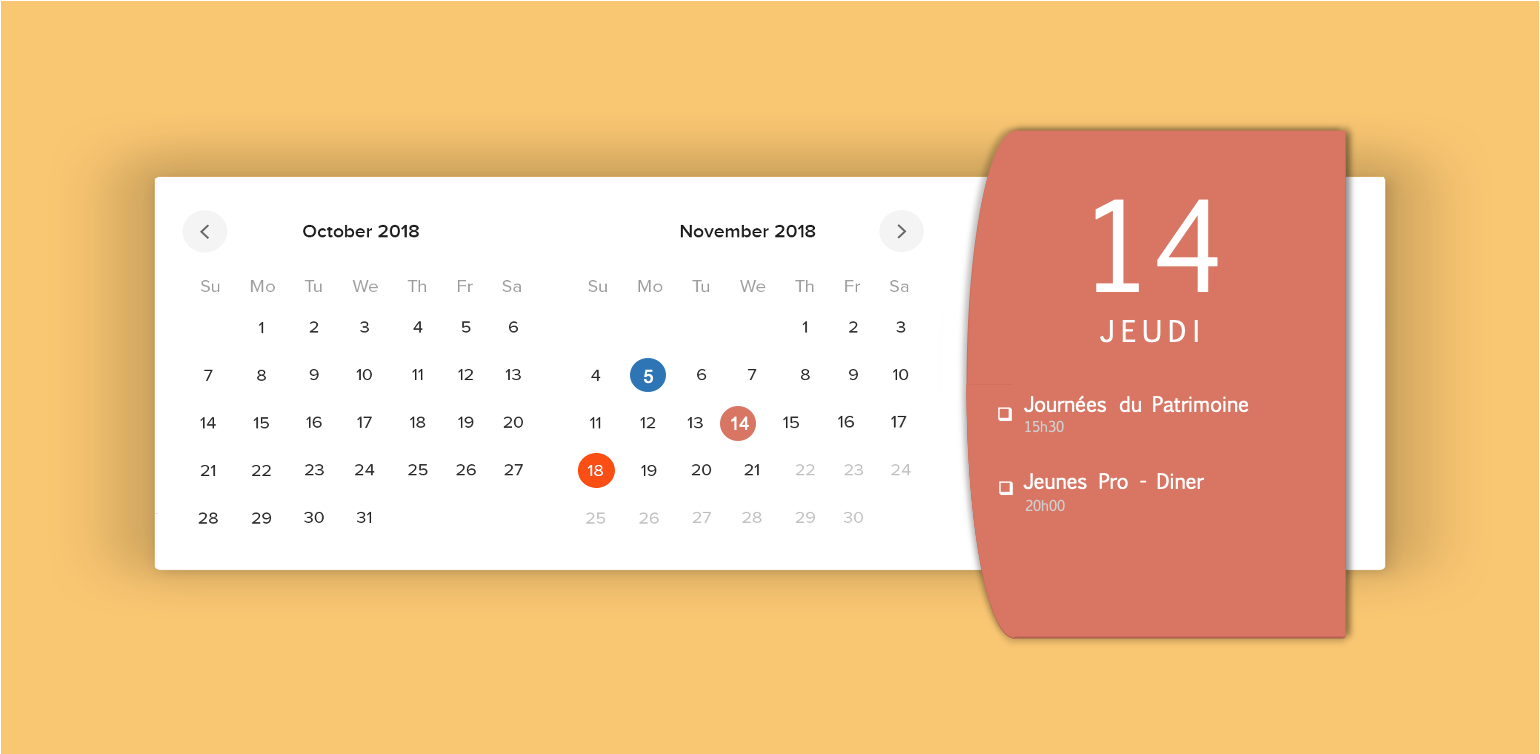 October 2018
Su Mo Tu We Th Fr Sa
1 2 3 4 5 6
7 8 9 10 11 12 13
14 15 16 17 18 19 20
21 22 23 24 25 26 27
28 29 30 31
November 2018
Su Mo Tu We Th Fr Sa
1 2 3
4 5 6 7 8 9 10
11 12 13 14 15 16 17
18 19 20 21 22 23 24
25 26 27 28 29 30
14
JEUDI
Journées du Patrimoine
15h30
Jeunes Pro - Diner
20h00